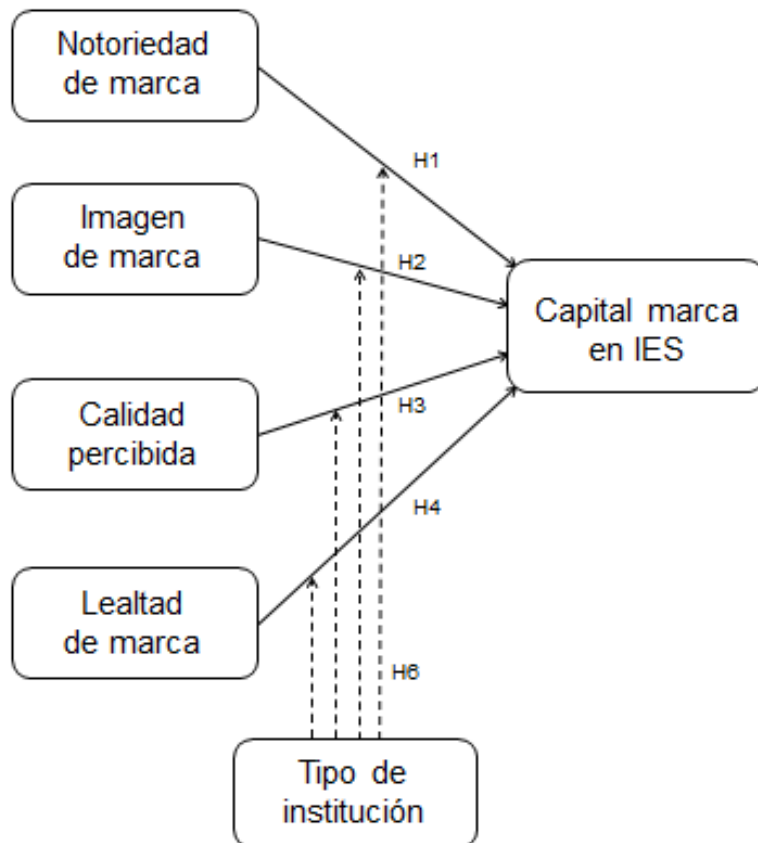 Notoriedad
de marca
H1
Imagen
de marca
H2
Capital marca
en IES
Calidad
percibida
H3
H4
Lealtad
de marca
H6
Tipo de
institución